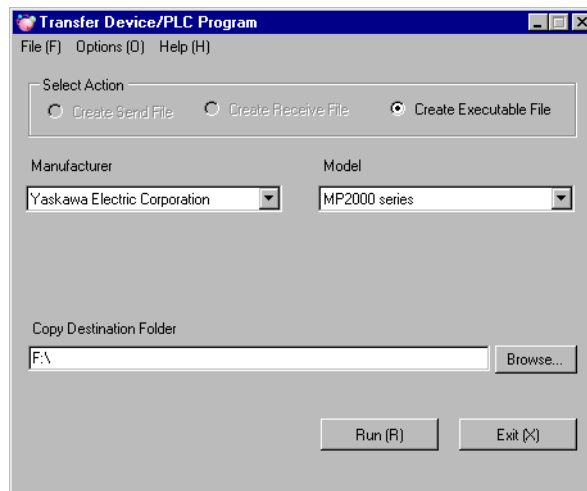 Transfer Device/PLC Program
File (F) Options (O) Help (H)
Select Action
Create Send File Create Receive File Create Executable File
Manufacturer Model
Yaskawa Electric Corporation MP2000 series
Copy Destination Folder
F:\ Browse...
Run (R) Exit (X)